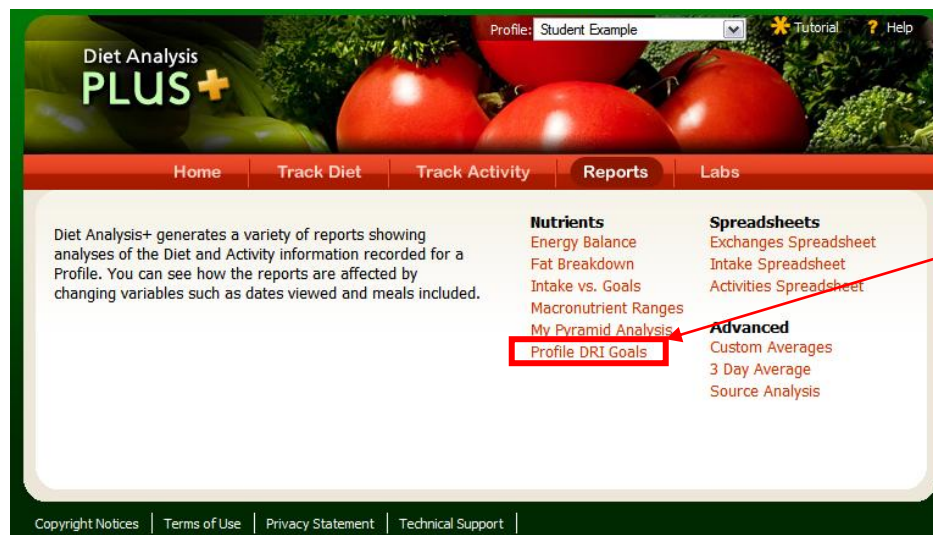 Profile: Student Example
Tutorial
? Help
Diet Analysis
PLUS+
Home
Track Diet
Track Activity
Reports
Labs
Diet Analysis+ generates a variety of reports showing
analyses of the Diet and Activity information recorded for a
Profile. You can see how the reports are affected by
changing variables such as dates viewed and meals included.
Nutrients
Energy Balance
Fat Breakdown
Intake vs. Goals
Macronutrient Ranges
My Pyramid Analysis
Profile DRI Goals
Spreadsheets
Exchanges Spreadsheet
Intake Spreadsheet
Activities Spreadsheet
Advanced
Custom Averages
3 Day Average
Source Analysis
Copyright Notices | Terms of Use | Privacy Statement | Technical Support |